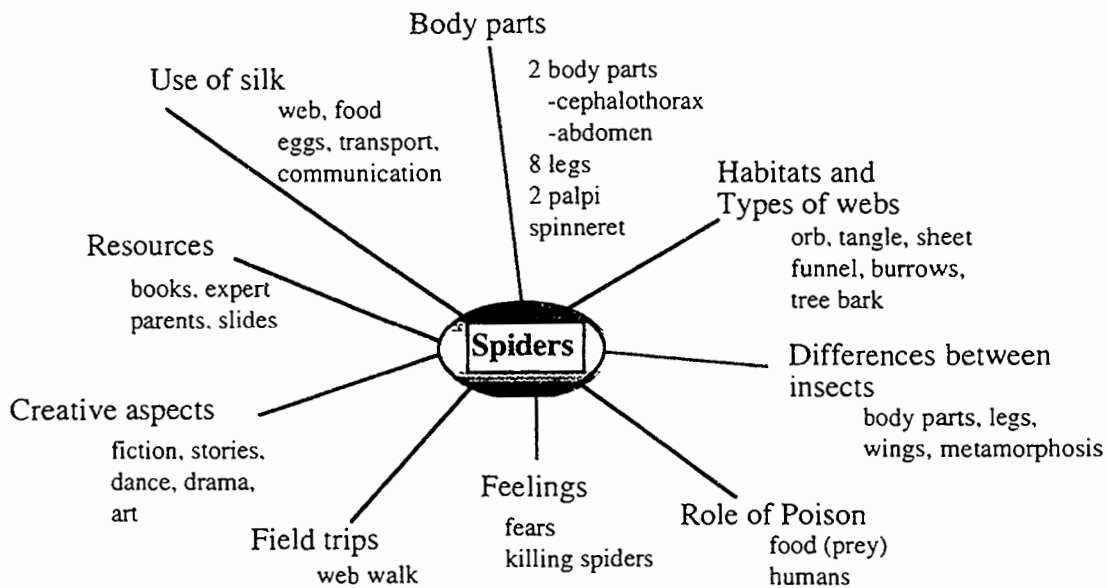 Body parts
2 body parts
-cephalothorax
-abdomen
8 legs
2 palpi
spinneret
Use of silk
web, food
eggs, transport,
communication
Habitats and
Types of webs
orb, tangle, sheet
funnel, burrows,
tree bark
Resources
books, expert
parents, slides
Spiders
Differences between
insects
body parts, legs,
wings, metamorphosis
Creative aspects
fiction, stories,
dance, drama,
art
Feelings
fears
killing spiders
Role of Poison
food (prey)
humans
Field trips
web walk